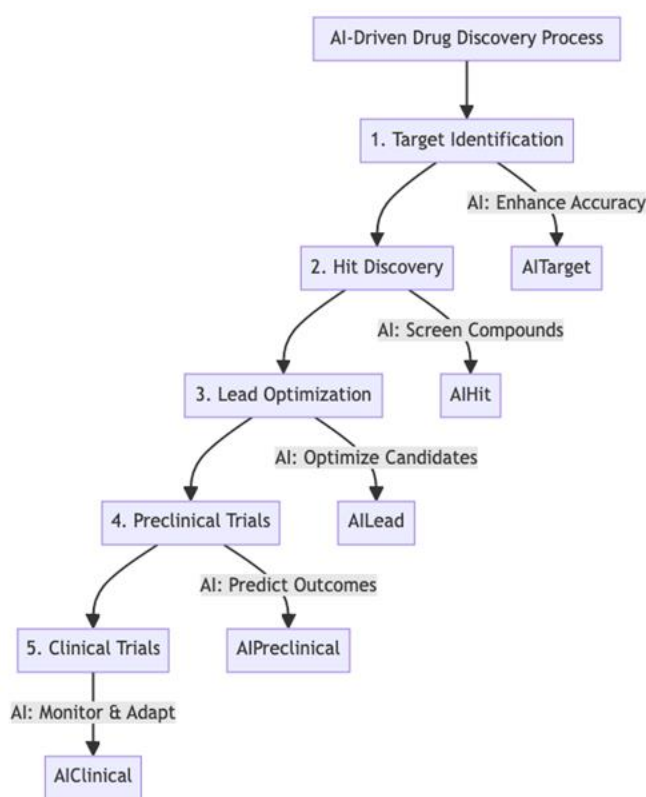 AI-Driven Drug Discovery Process
1. Target Identification
AI: Enhance Accuracy
2. Hit Discovery
AITarget
AI: Screen Compounds
3. Lead Optimization
AIHit
AI: Optimize Candidates
4. Preclinical Trials
AILead
AI: Predict Outcomes
5. Clinical Trials
AIPreclinical
AI: Monitor & Adapt
AIClinical